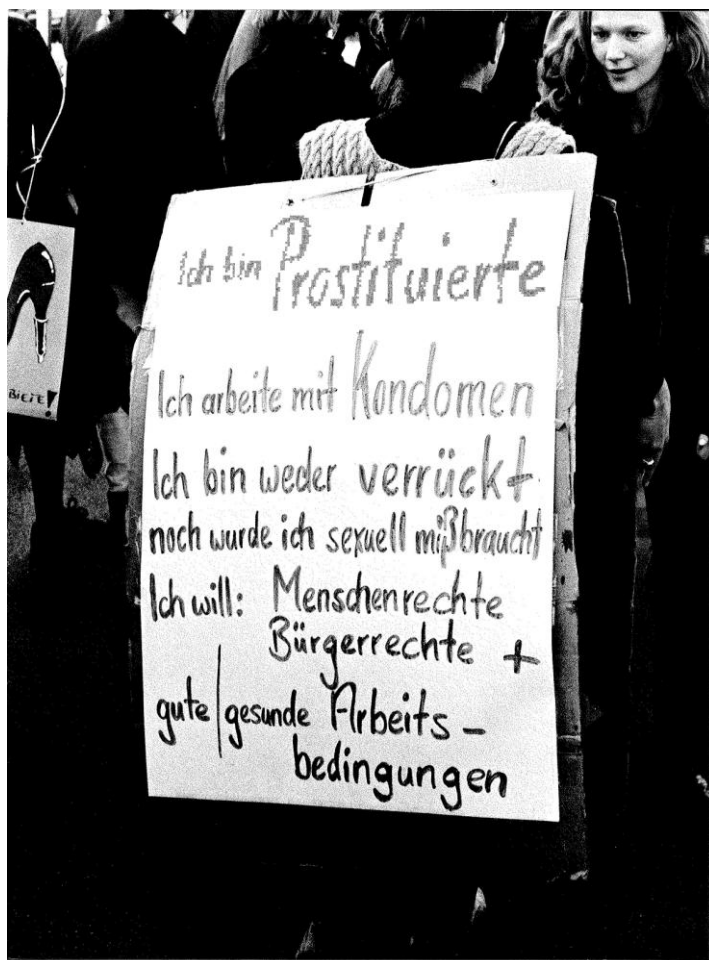 Ich bin Prostituierte
Ich arbeite mit Kondomen
Ich bin weder verrückt
noch wurde ich sexuell mißbraucht
Ich will: Menschenrechte
Bürgerrechte +
gute/gesunde Arbeits-
bedingungen